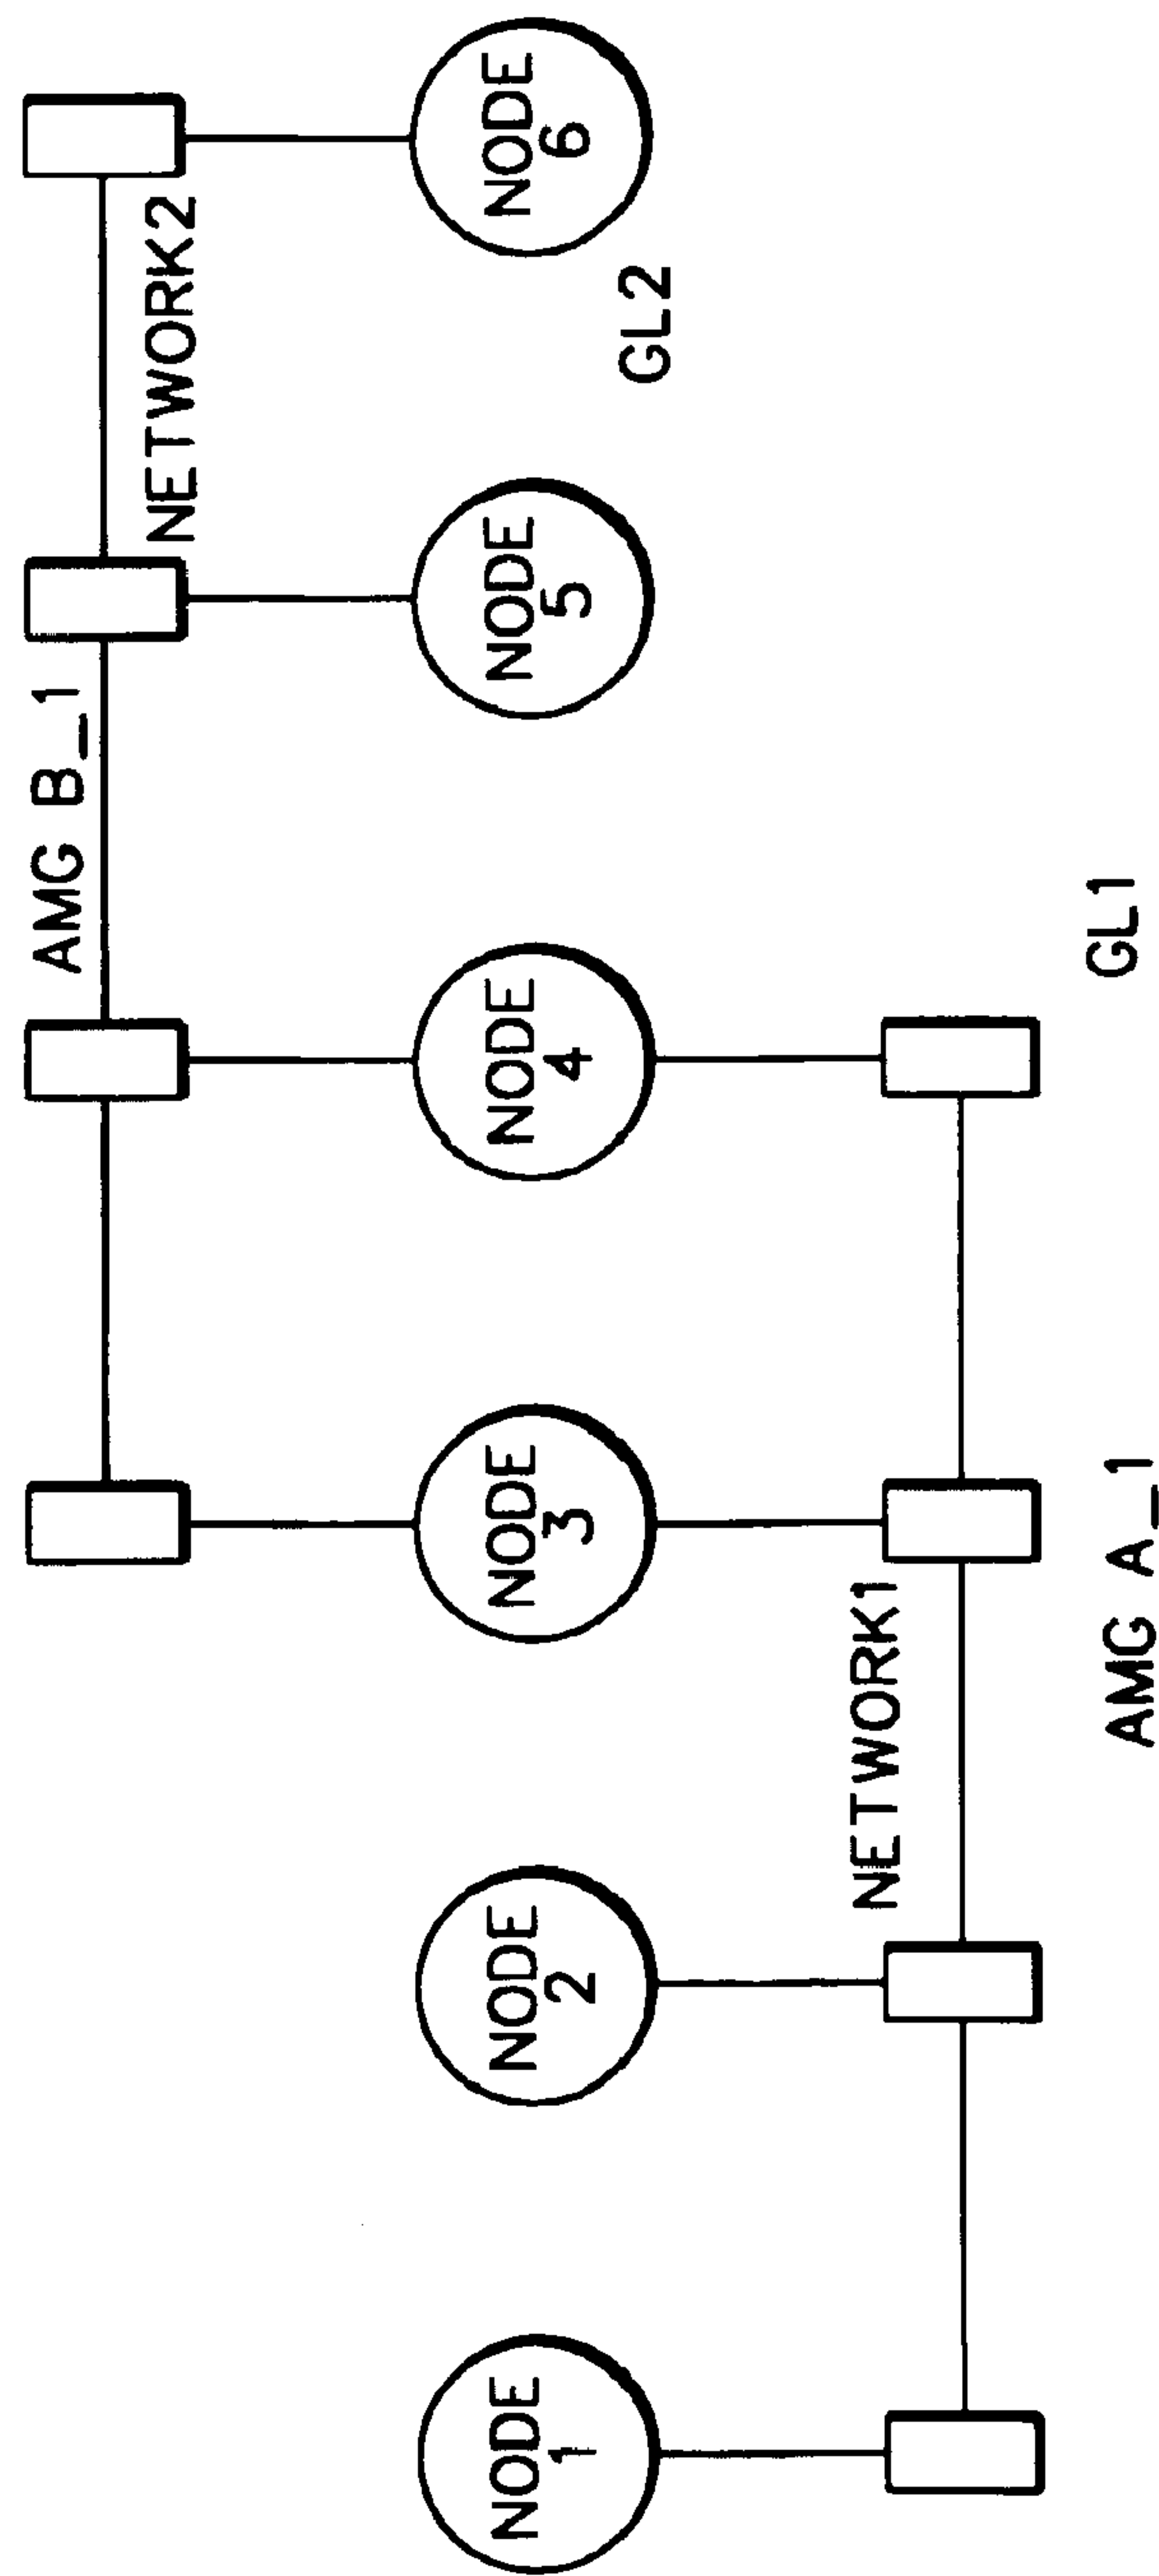 AMG B_1
NETWORK2
NODE
1
NODE
2
NODE
3
NODE
4
NODE
5
NODE
6
GL2
NETWORK1
GL1
AMG A_1